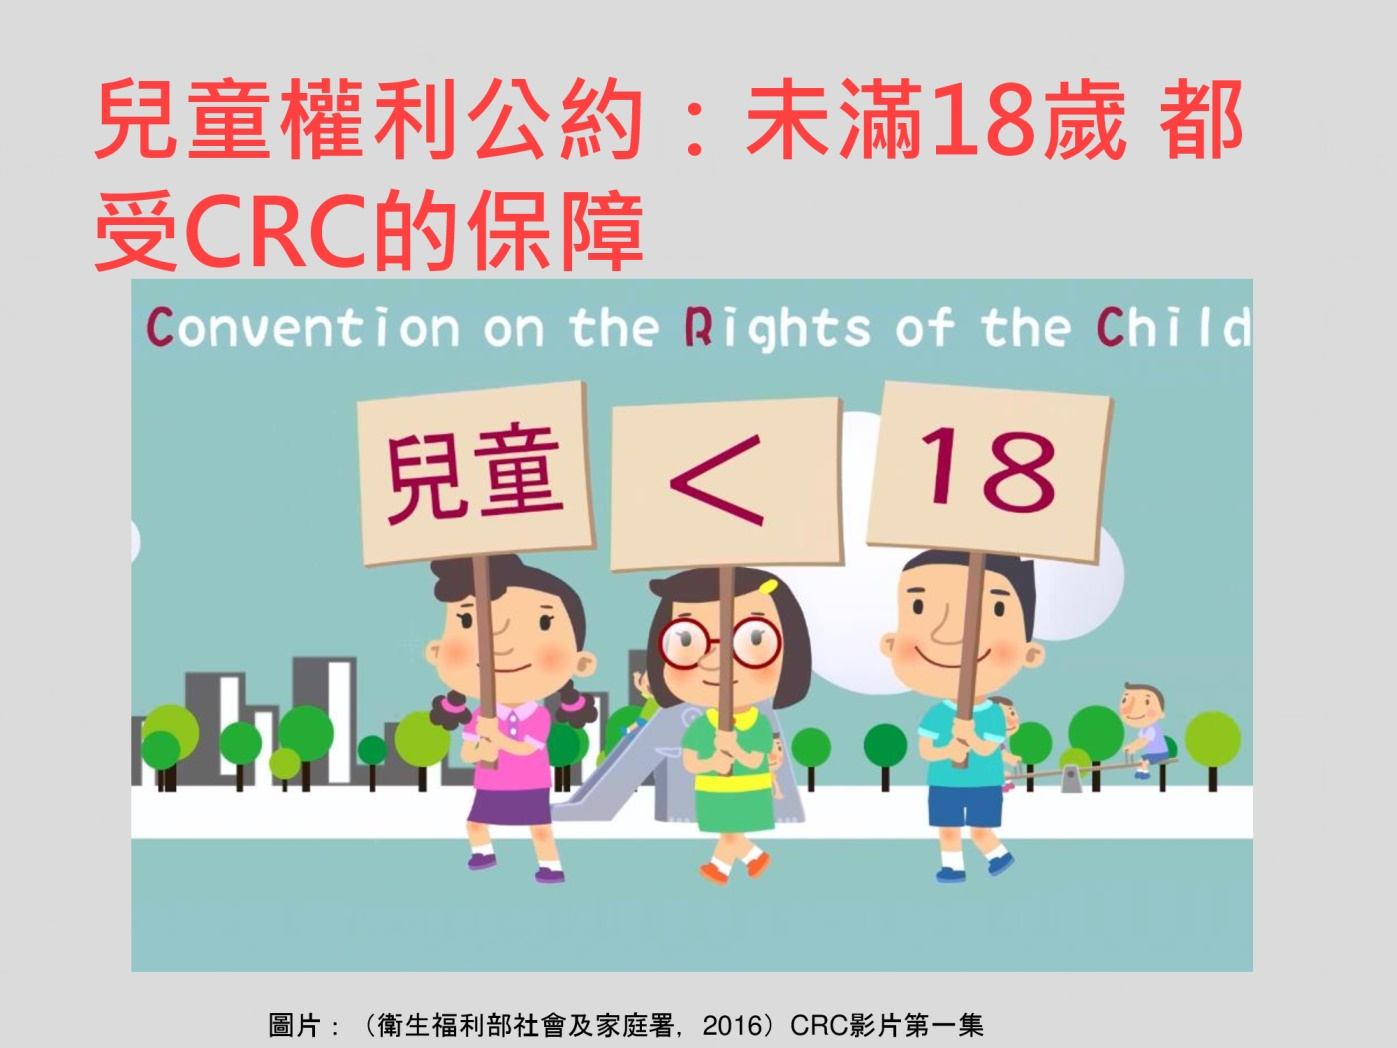 兒童權利公約：未滿18歲 都
受CRC的保障
Convention on the Rights of the Child
兒童 < 18
圖片：（衛生福利部社會及家庭署，2016）CRC影片第一集